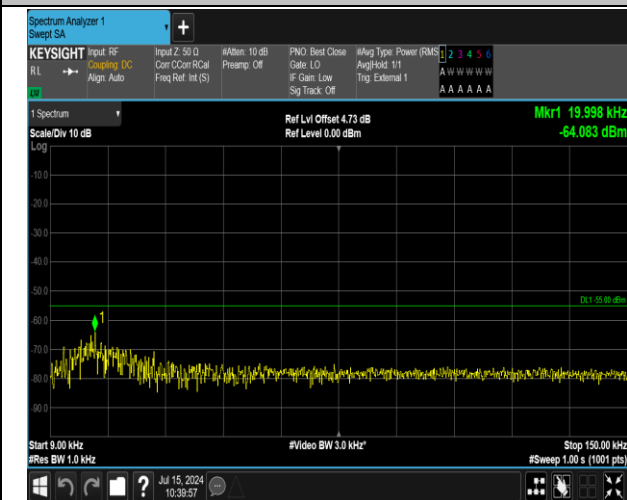 Spectrum Analyzer 1
Swept SA
+
KEYSIGHT Input: RF Input Z: 50 Ω #Atten: 10 dB PNO: Best Close #Avg Type: Power (RMS 1 2 3 4 5 6
RL Coupling: DC Corr CCorr RCal Preamp: Off Gate: LO Avg|Hold: 1/1 A W W W W W
Align: Auto Freq Ref: Int (S) IF Gain: Low Trig: External 1
LXI Sig Track: Off A A A A A A
1 Spectrum Ref Lvl Offset 4.73 dB Mkr1 19.998 kHz
Scale/Div 10 dB Ref Level 0.00 dBm -64.083 dBm
Log
-10.0
-20.0
-30.0
-40.0
-50.0
DL1 -55.00 dBm
-60.0
1
-70.0
-80.0
-90.0
Start 9.00 kHz #Video BW 3.0 kHz* Stop 150.00 kHz
#Res BW 1.0 kHz #Sweep 1.00 s (1001 pts)
? Jul 15, 2024
10:39:57